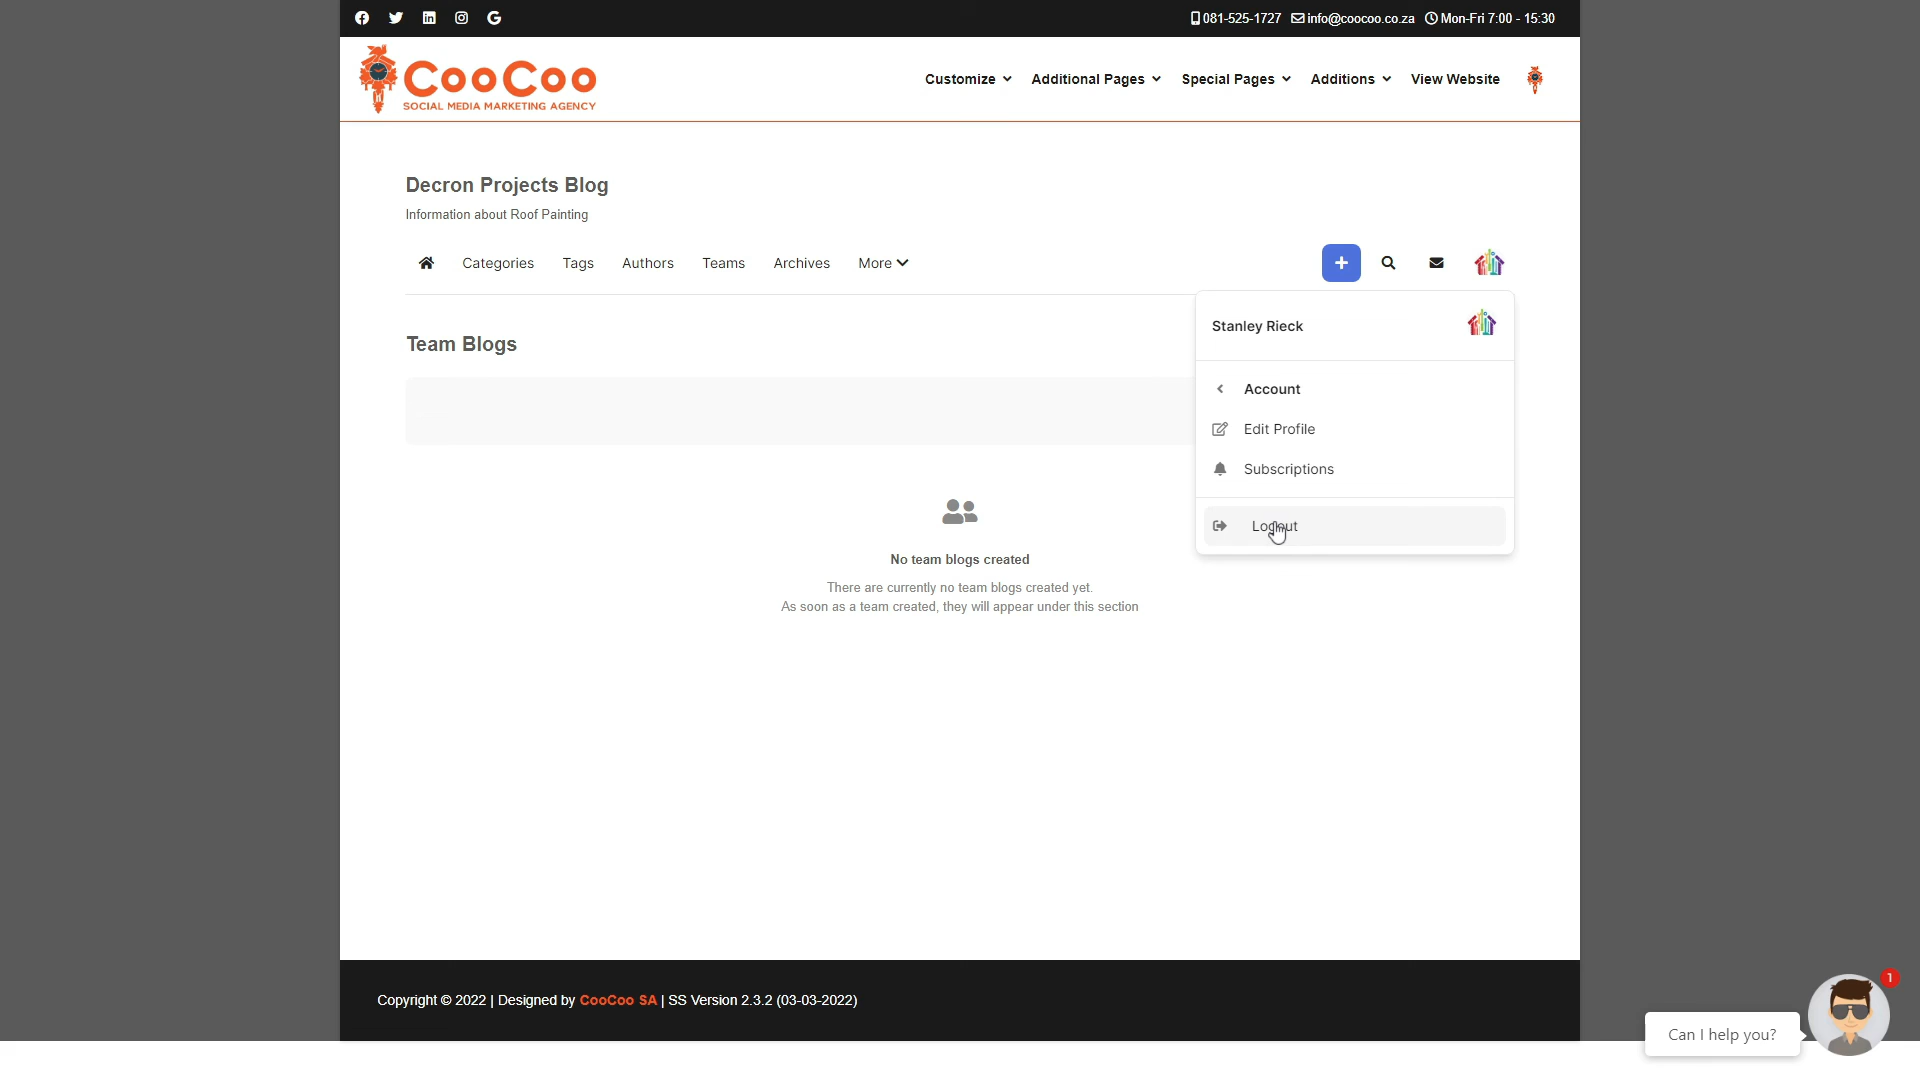 081-525-1727 info@coocoo.co.za Mon-Fri 7:00 - 15:30
CooCoo
SOCIAL MEDIA MARKETING AGENCY
Customize Additional Pages Special Pages Additions View Website
Decron Projects Blog
Information about Roof Painting
Categories Tags Authors Teams Archives More
Stanley Rieck
Team Blogs
Account
Edit Profile
Subscriptions
Logout
No team blogs created
There are currently no team blogs created yet.
As soon as a team created, they will appear under this section
Copyright © 2022 | Designed by CooCoo SA | SS Version 2.3.2 (03-03-2022)
1
Can I help you?